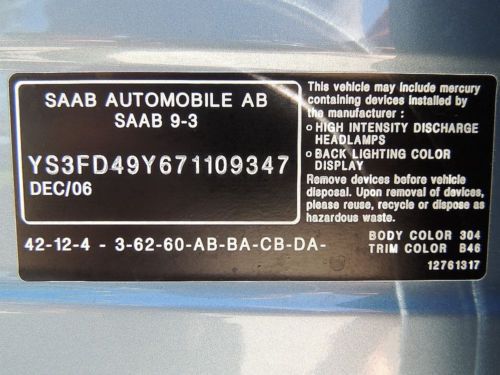 SAAB AUTOMOBILE AB
SAAB 9-3
YS3FD49Y671109347
DEC/06
42-12-4 - 3-62-60-AB-BA-CB-DA-
This vehicle may include mercury
containing devices installed by
the manufacturer :
○ HIGH INTENSITY DISCHARGE
HEADLAMPS
○ BACK LIGHTING COLOR
DISPLAY
Remove devices before vehicle
disposal. Upon removal of devices,
please reuse, recycle or dispose as
hazardous waste.
BODY COLOR 304
TRIM COLOR B46
12761317